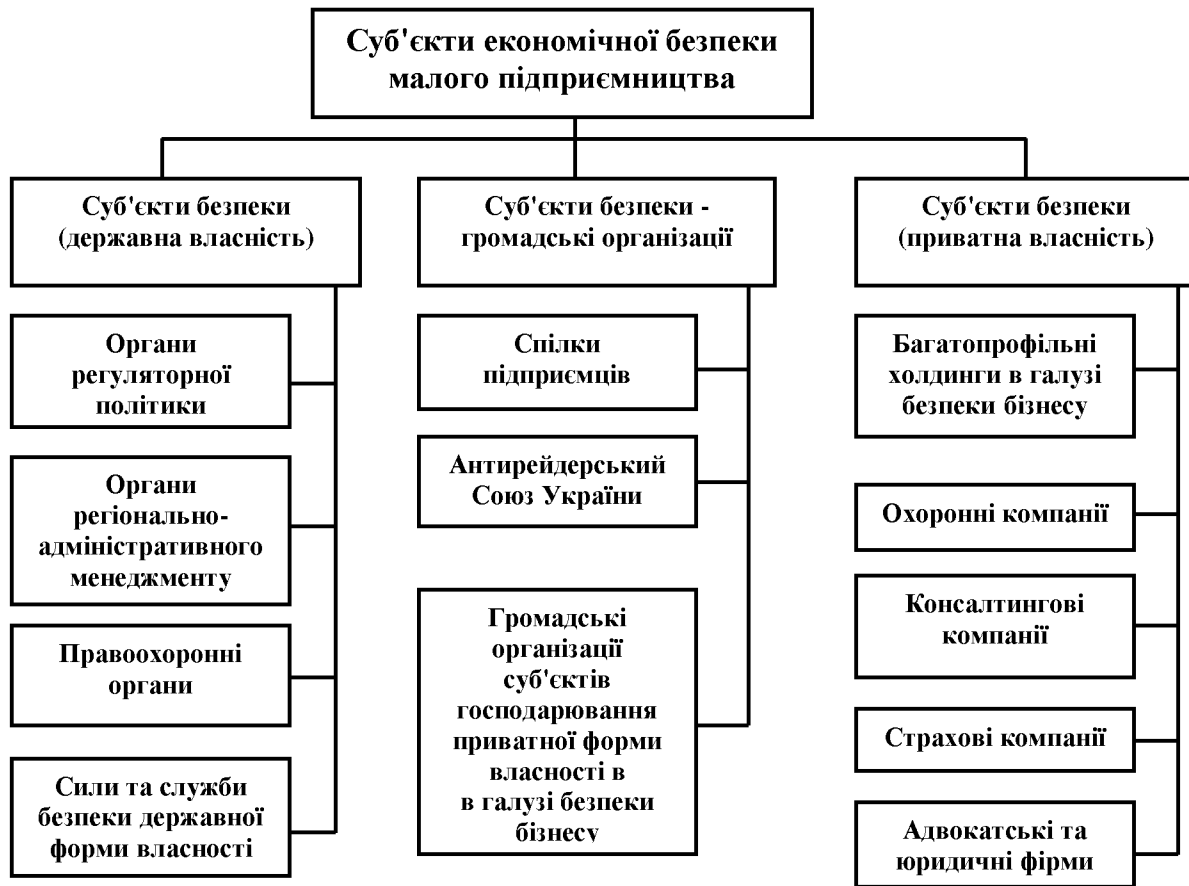 Суб'єкти економічної безпеки
малого підприємництва
Суб'єкти безпеки
(державна власність)
Органи
регуляторної
політики
Органи
регіонально-
адміністративного
менеджменту
Правоохоронні
органи
Сили та служби
безпеки державної
форми власності
Суб'єкти безпеки -
громадські організації
Спілки
підприємців
Антирейдерський
Союз України
Громадські
організації
суб'єктів
господарювання
приватної форми
власності в
в галузі безпеки
бізнесу
Суб'єкти безпеки
(приватна власність)
Багатопрофільні
холдинги в галузі
безпеки бізнесу
Охоронні компанії
Консалтингові
компанії
Страхові компанії
Адвокатські та
юридичні фірми